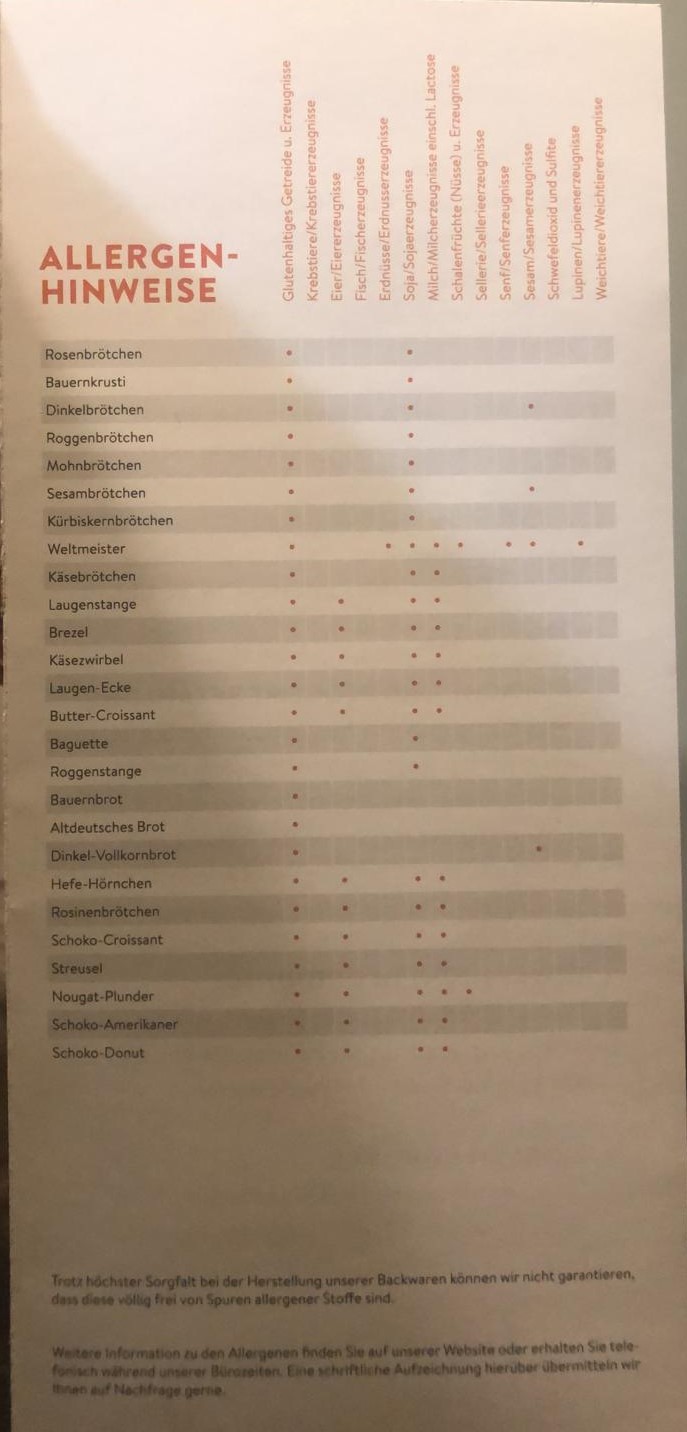 ALLERGEN-
HINWEISE
Glutenhaltiges Getreide u. Erzeugnisse
Krebstiere/Krebstiererzeugnisse
Eier/Eiererzeugnisse
Fisch/Fischerzeugnisse
Erdnüsse/Erdnusserzeugnisse
Soja/Sojaerzeugnisse
Milch/Milcherzeugnisse einschl. Lactose
Schalenfrüchte (Nüsse) u. Erzeugnisse
Sellerie/Sellerieerzeugnisse
Senf/Senferzeugnisse
Sesam/Sesamerzeugnisse
Schwefeldioxid und Sulfite
Lupinen/Lupinenerzeugnisse
Weichtiere/Weichtiererzeugnisse
Rosenbrötchen • •
Bauernkrusti • •
Dinkelbrötchen • • •
Roggenbrötchen • •
Mohnbrötchen • •
Sesambrötchen • • •
Kürbiskernbrötchen • •
Weltmeister • • • • • • • •
Käsebrötchen • • •
Laugenstange • • • •
Brezel • • • •
Käsezwirbel • • • •
Laugen-Ecke • • • •
Butter-Croissant • • • •
Baguette • •
Roggenstange • •
Bauernbrot •
Altdeutsches Brot •
Dinkel-Vollkornbrot • •
Hefe-Hörnchen • • • •
Rosinenbrötchen • • • •
Schoko-Croissant • • • •
Streusel • • • •
Nougat-Plunder • • • • •
Schoko-Amerikaner • • • •
Schoko-Donut • • • •
Trotz höchster Sorgfalt bei der Herstellung unserer Backwaren können wir nicht garantieren,
dass diese völlig frei von Spuren allergener Stoffe sind.
Weitere Information zu den Allergenen finden Sie auf unserer Website oder erhalten Sie tele-
fonisch während unserer Bürozeiten. Eine schriftliche Aufzeichnung hierüber übermitteln wir
Ihnen auf Nachfrage gerne.